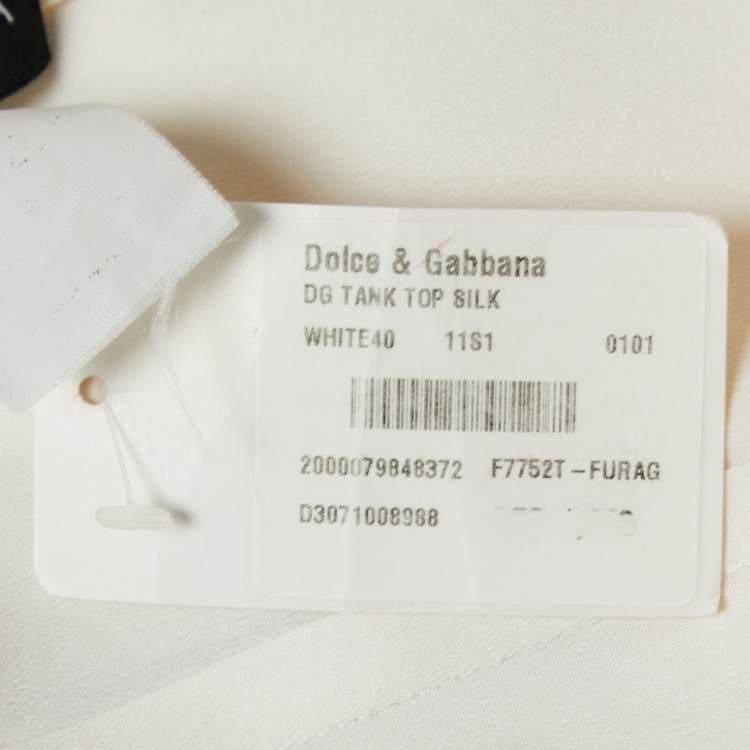 Dolce & Gabbana
DG TANK TOP SILK
WHITE40 11S1 0101
2000079848372 F7752T-FURAG
D3071008988